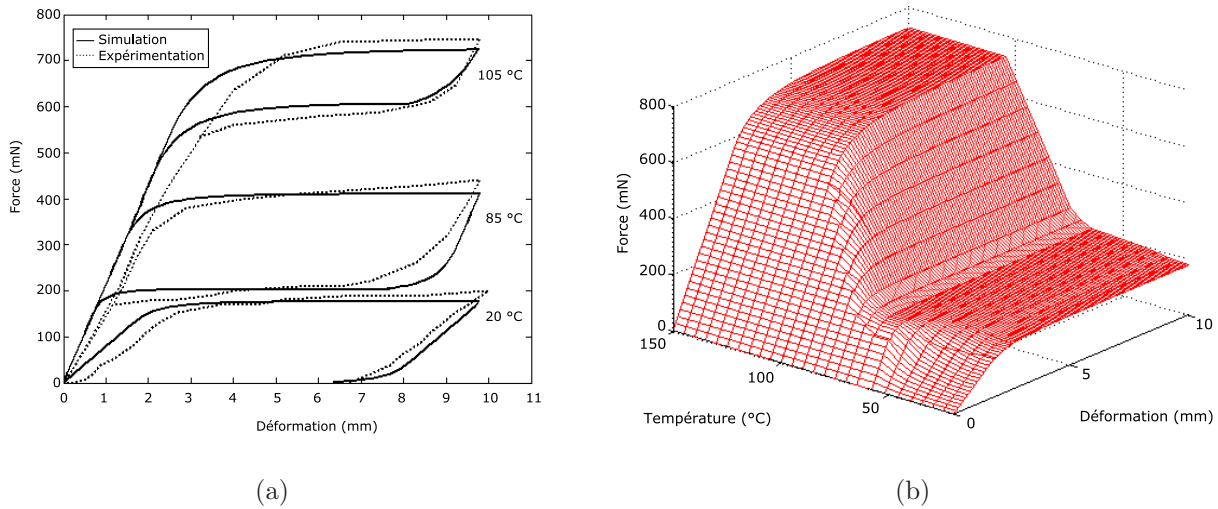 800
700
600
500
400
300
200
100
0
Force (mN)
Simulation
Expérimentation
105 °C
85 °C
20 °C
0 1 2 3 4 5 6 7 8 9 10 11
Déformation (mm)
(a)
800
600
400
200
0
Force (mN)
150
100
50
0
Température (°C)
5
10
Déformation (mm)
(b)